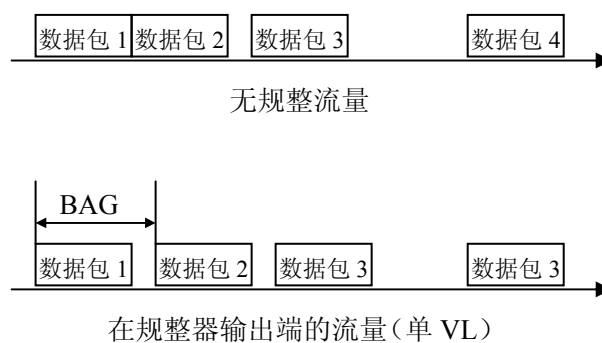 数据包 1 数据包 2 数据包 3 数据包 4
无规整流量
BAG
数据包 1 数据包 2 数据包 3 数据包 3
在规整器输出端的流量（单 VL）